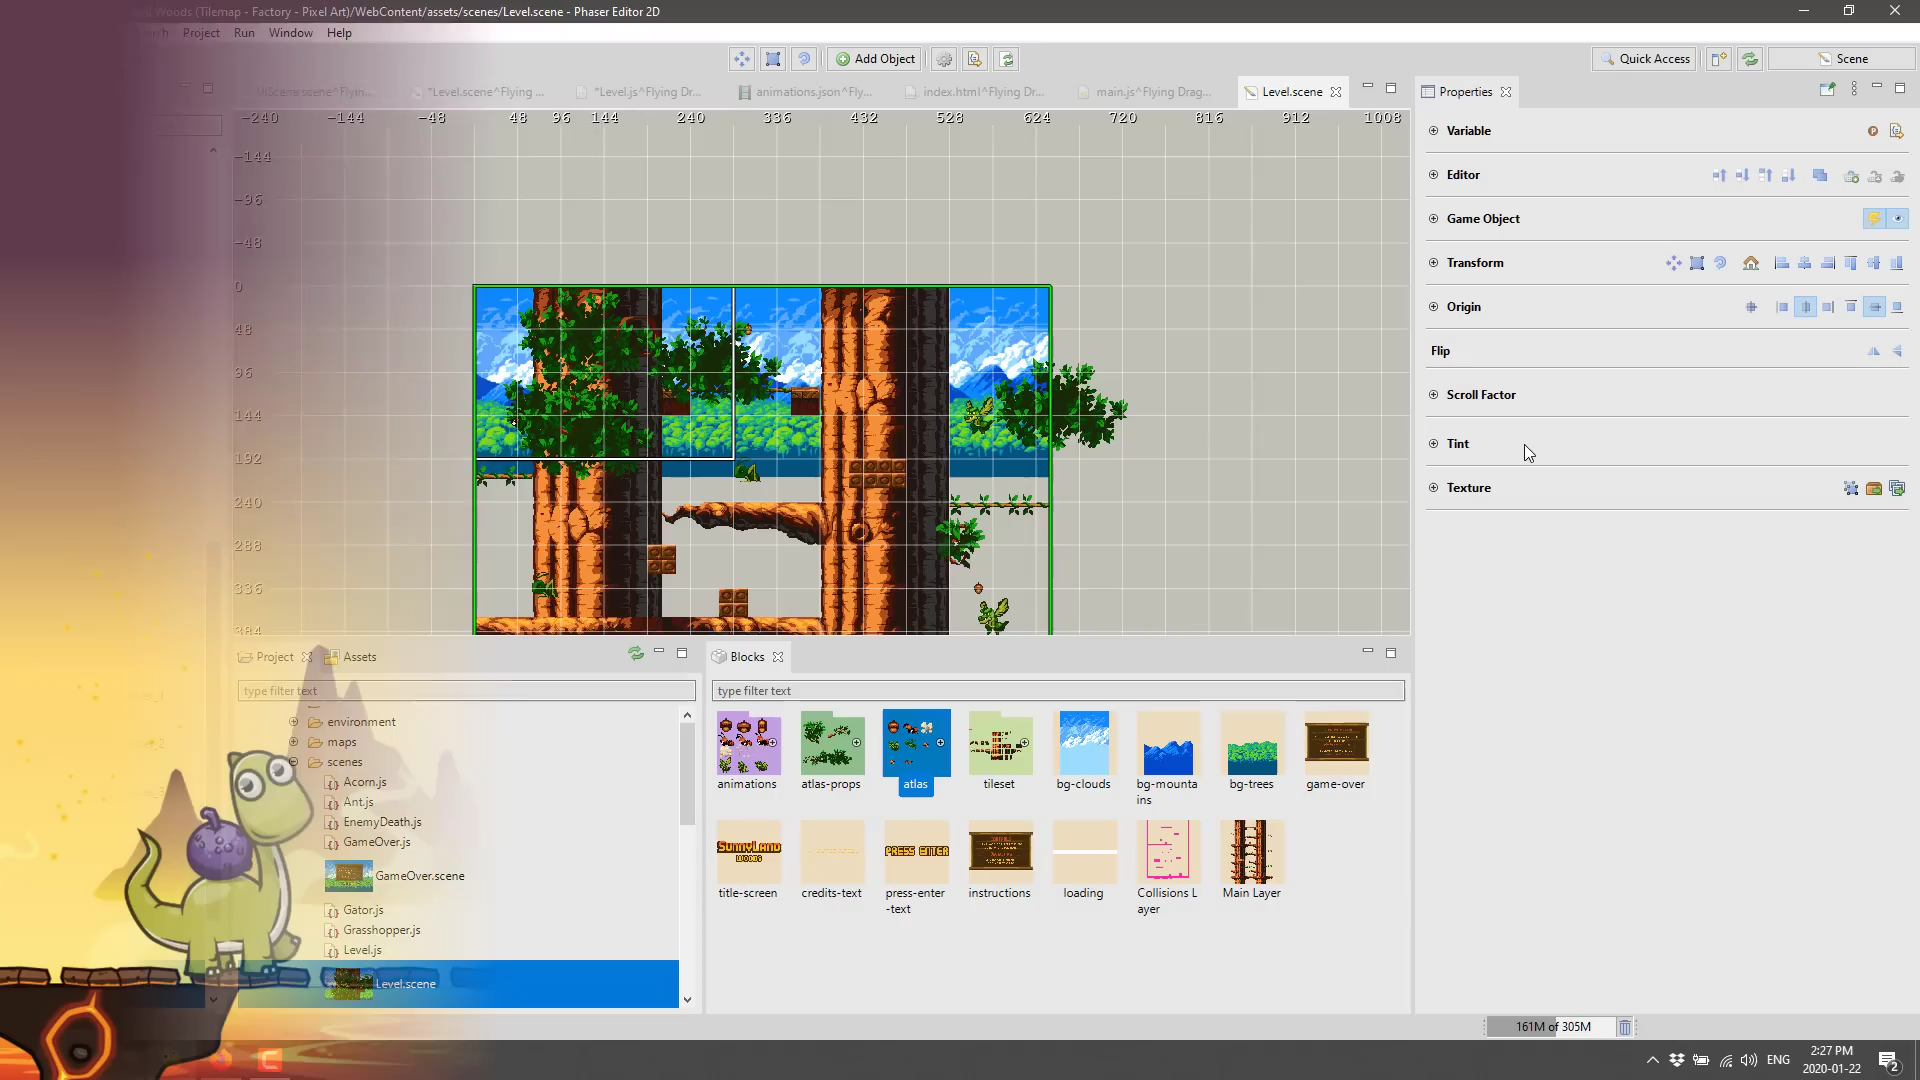 Woods (Tilemap - Factory - Pixel Art)/WebContent/assets/scenes/Level.scene - Phaser Editor 2D
Project Run Window Help
Add Object
Quick Access
Scene
*Level.scene^Flying ...
*Level.js^Flying Dr...
animations.json^Fly...
index.html^Flying Dr...
main.js^Flying Drag...
Level.scene
Properties
-240 -144 -48 48 96 144 240 336 432 528 624 720 816 912 1008
-144
-96
-48
0
48
96
144
192
240
288
336
384
Variable
Editor
Game Object
Transform
Origin
Flip
Scroll Factor
Tint
Texture
Project
Assets
type filter text
environment
maps
scenes
Acorn.js
Ant.js
EnemyDeath.js
GameOver.js
GameOver.scene
Gator.js
Grasshopper.js
Level.js
Level.scene
Blocks
type filter text
animations
atlas-props
atlas
tileset
bg-clouds
bg-mounta
ins
bg-trees
game-over
SUNNYLAND
WOODS
PRESS ENTER
title-screen
credits-text
press-enter
-text
instructions
loading
Collisions L
ayer
Main Layer
161M of 305M
ENG
2:27 PM
2020-01-22
2